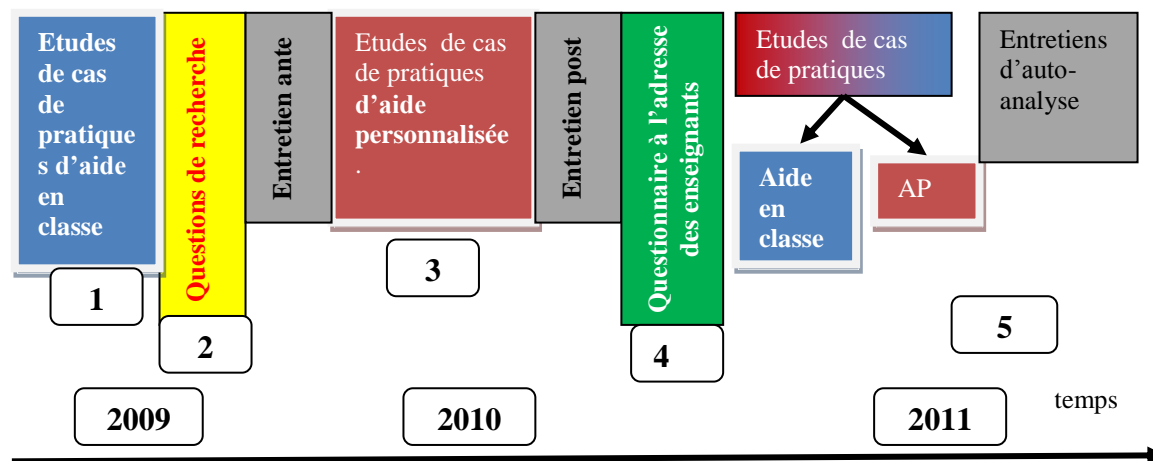 Etudes
de cas
de
pratique
s d’aide
en
classe
Questions de recherche
Entretien ante
Etudes de cas
de pratiques
d’aide
personnalisée
.
Entretien post
Questionnaire à l’adresse
des enseignants
Etudes de cas
de pratiques
Aide
en
classe
AP
Entretiens
d’auto-
analyse
1
2
3
4
5
2009
2010
2011
temps